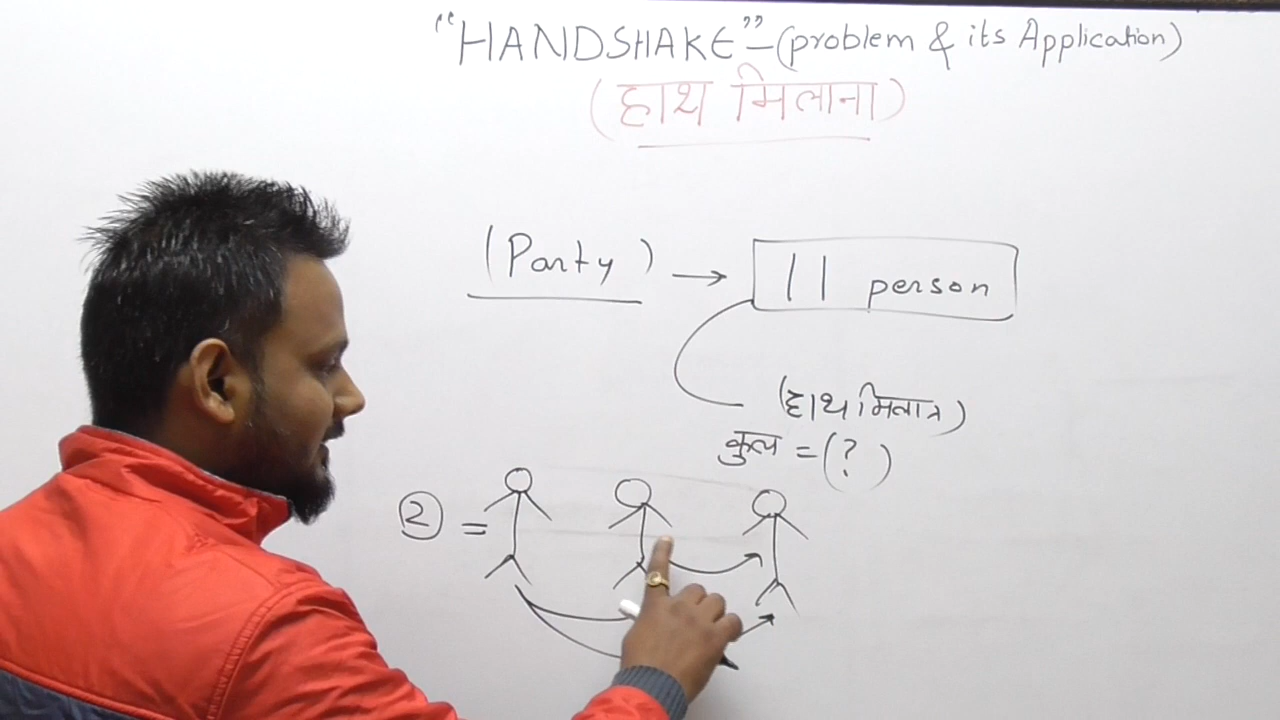 "HANDSHAKE" - (problem & its Application)
(हाथ मिलाना)
(Party) → 11 person
(हाथ मिलान)
कुल = (?)
② =